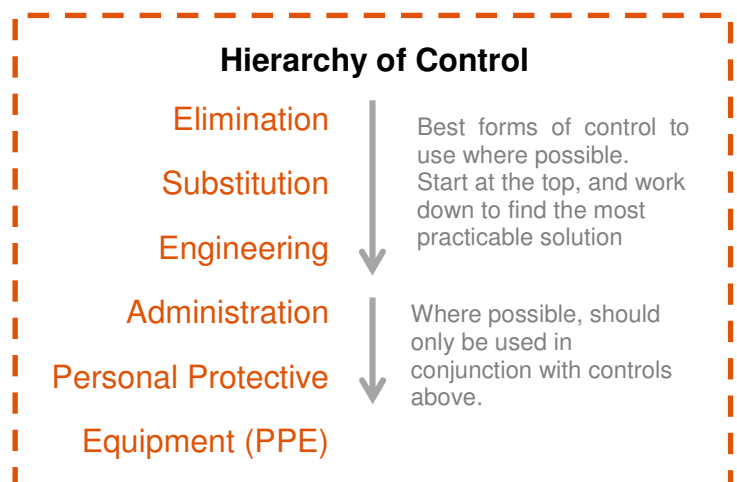 Hierarchy of Control
Elimination
Substitution
Engineering
Best forms of control to
use where possible.
Start at the top, and work
down to find the most
practicable solution
Administration
Personal Protective
Equipment (PPE)
Where possible, should
only be used in
conjunction with controls
above.